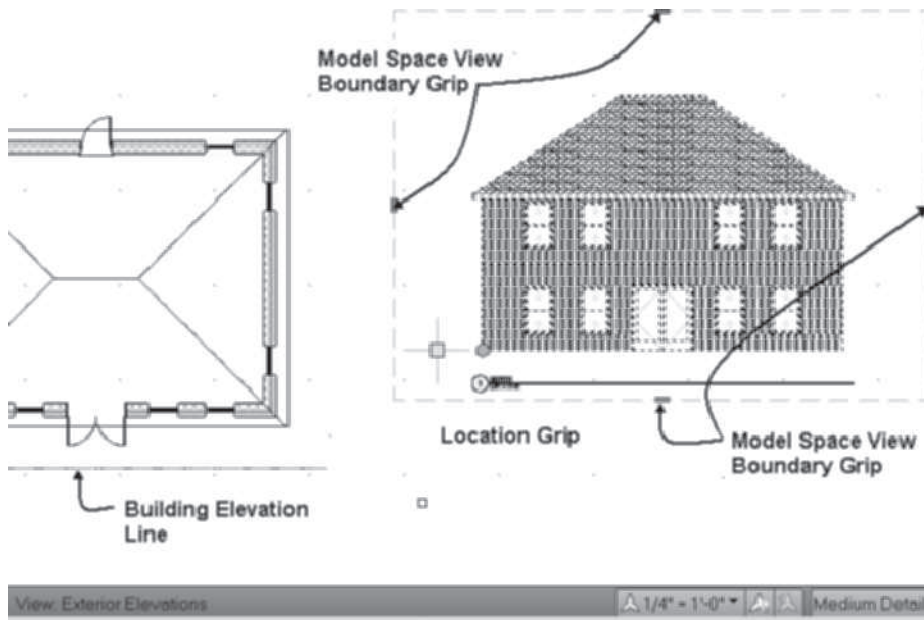 Model Space View
Boundary Grip
Location Grip
Model Space View
Boundary Grip
Building Elevation
Line
View: Exterior Elevations
1/4" = 1'-0"
Medium Detail